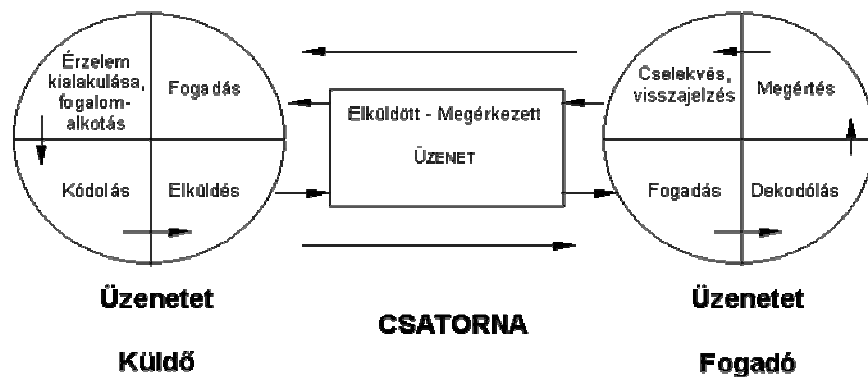 Érzelem
kialakulása,
fogalom-
alkotás
Fogadás
Kódolás
Elküldés
Elküldött - Megérkezett
ÜZENET
Cselekvés,
visszajelzés
Megértés
Fogadás
Dekodólás
Üzenetet
Küldő
CSATORNA
Üzenetet
Fogadó